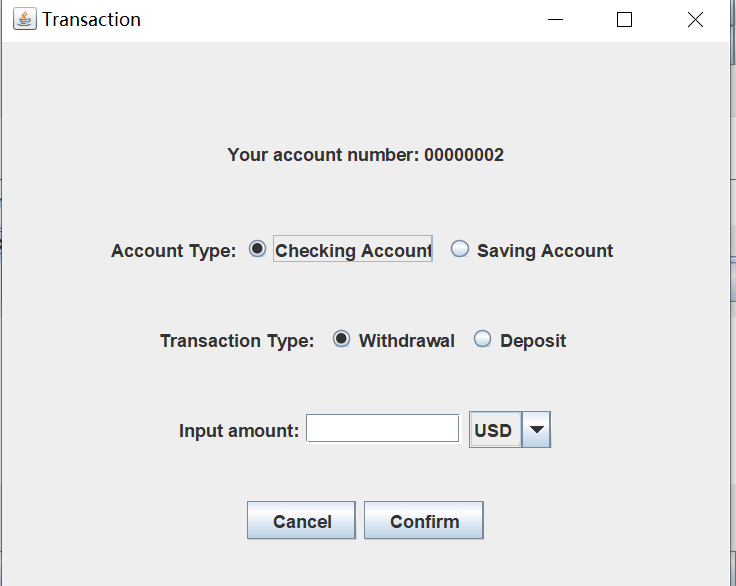 Transaction
Your account number: 00000002
Account Type: Checking Account Saving Account
Transaction Type: Withdrawal Deposit
Input amount: USD
Cancel Confirm